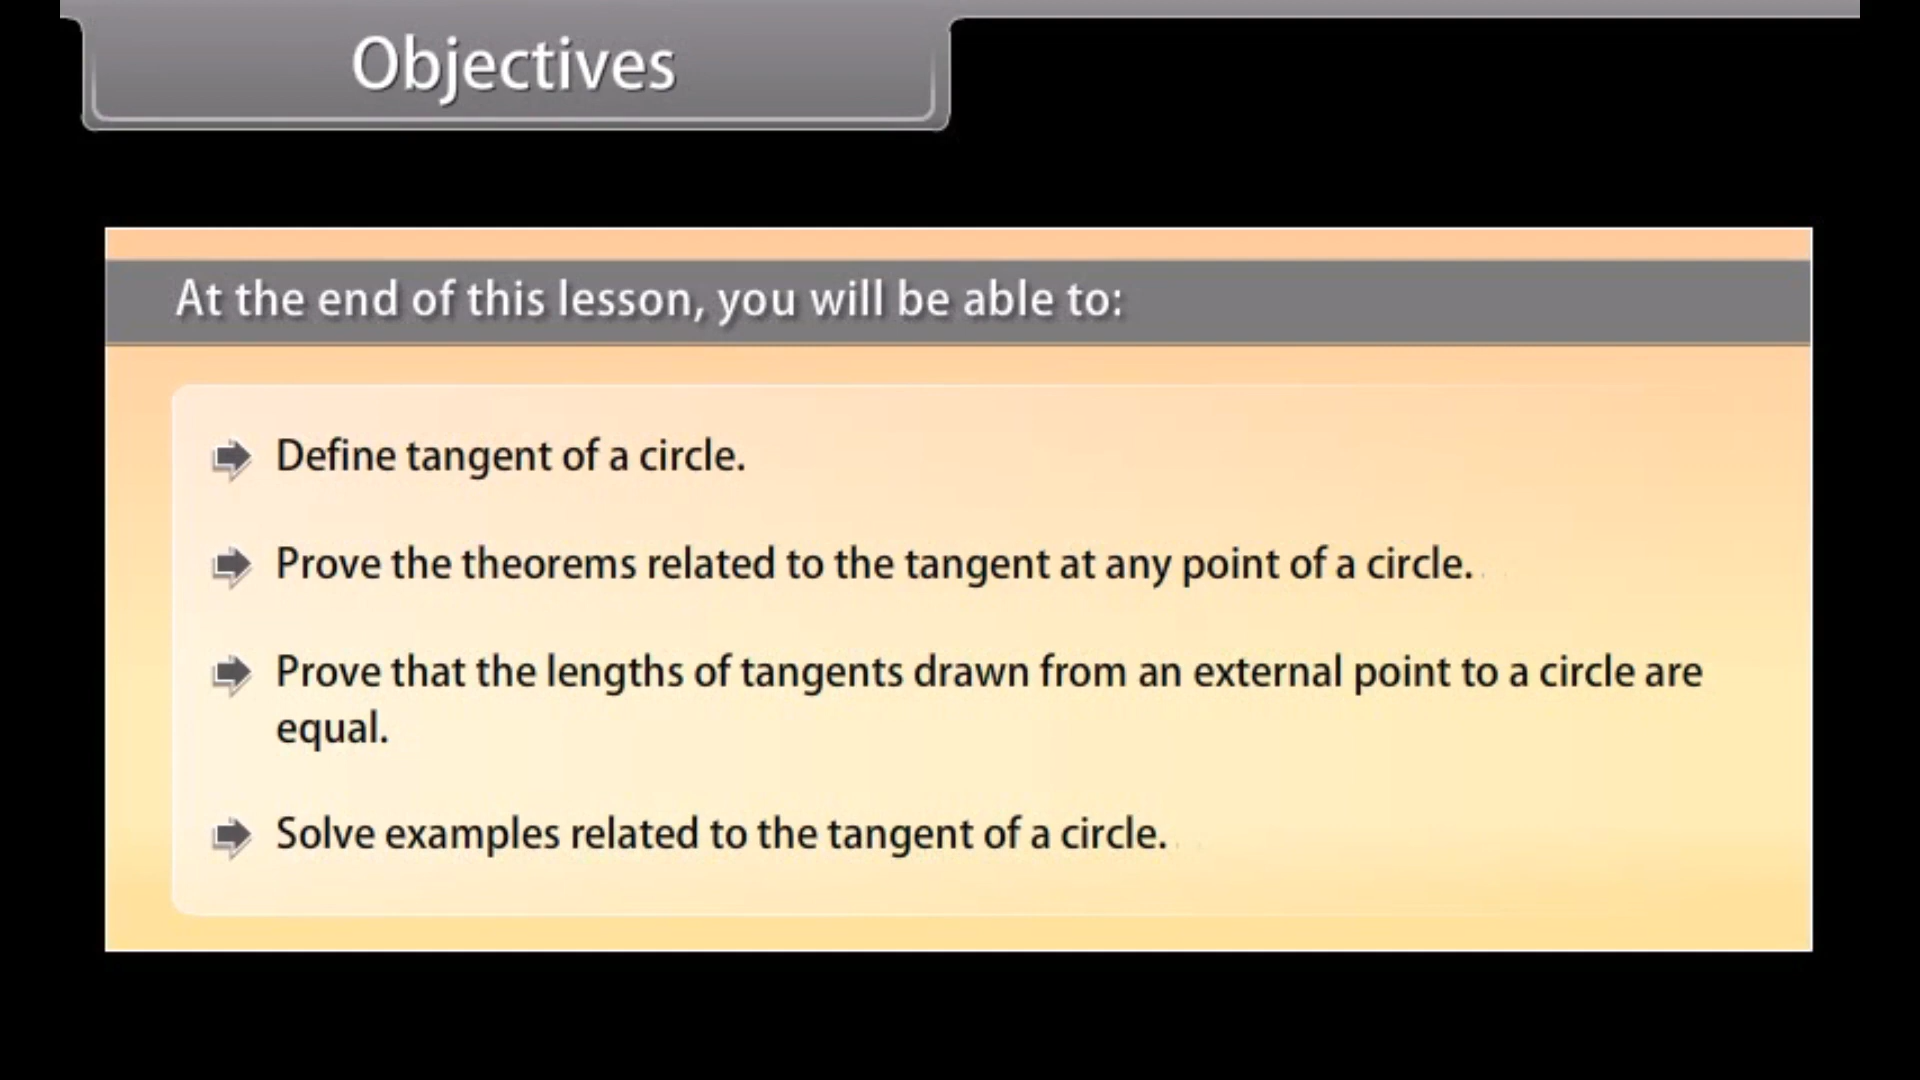 Objectives
At the end of this lesson, you will be able to:
Define tangent of a circle.
Prove the theorems related to the tangent at any point of a circle.
Prove that the lengths of tangents drawn from an external point to a circle are
equal.
Solve examples related to the tangent of a circle.